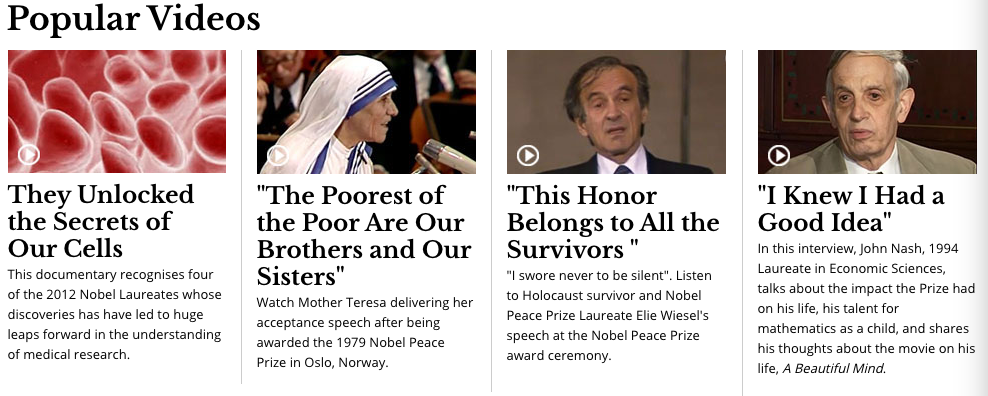 Popular Videos
They Unlocked
the Secrets of
Our Cells
This documentary recognises four
of the 2012 Nobel Laureates whose
discoveries has have led to huge
leaps forward in the understanding
of medical research.
"The Poorest of
the Poor Are Our
Brothers and Our
Sisters"
Watch Mother Teresa delivering her
acceptance speech after being
awarded the 1979 Nobel Peace
Prize in Oslo, Norway.
"This Honor
Belongs to All the
Survivors "
"I swore never to be silent". Listen
to Holocaust survivor and Nobel
Peace Prize Laureate Elie Wiesel's
speech at the Nobel Peace Prize
award ceremony.
"I Knew I Had a
Good Idea"
In this interview, John Nash, 1994
Laureate in Economic Sciences,
talks about the impact the Prize had
on his life, his talent for
mathematics as a child, and shares
his thoughts about the movie on his
life, A Beautiful Mind.